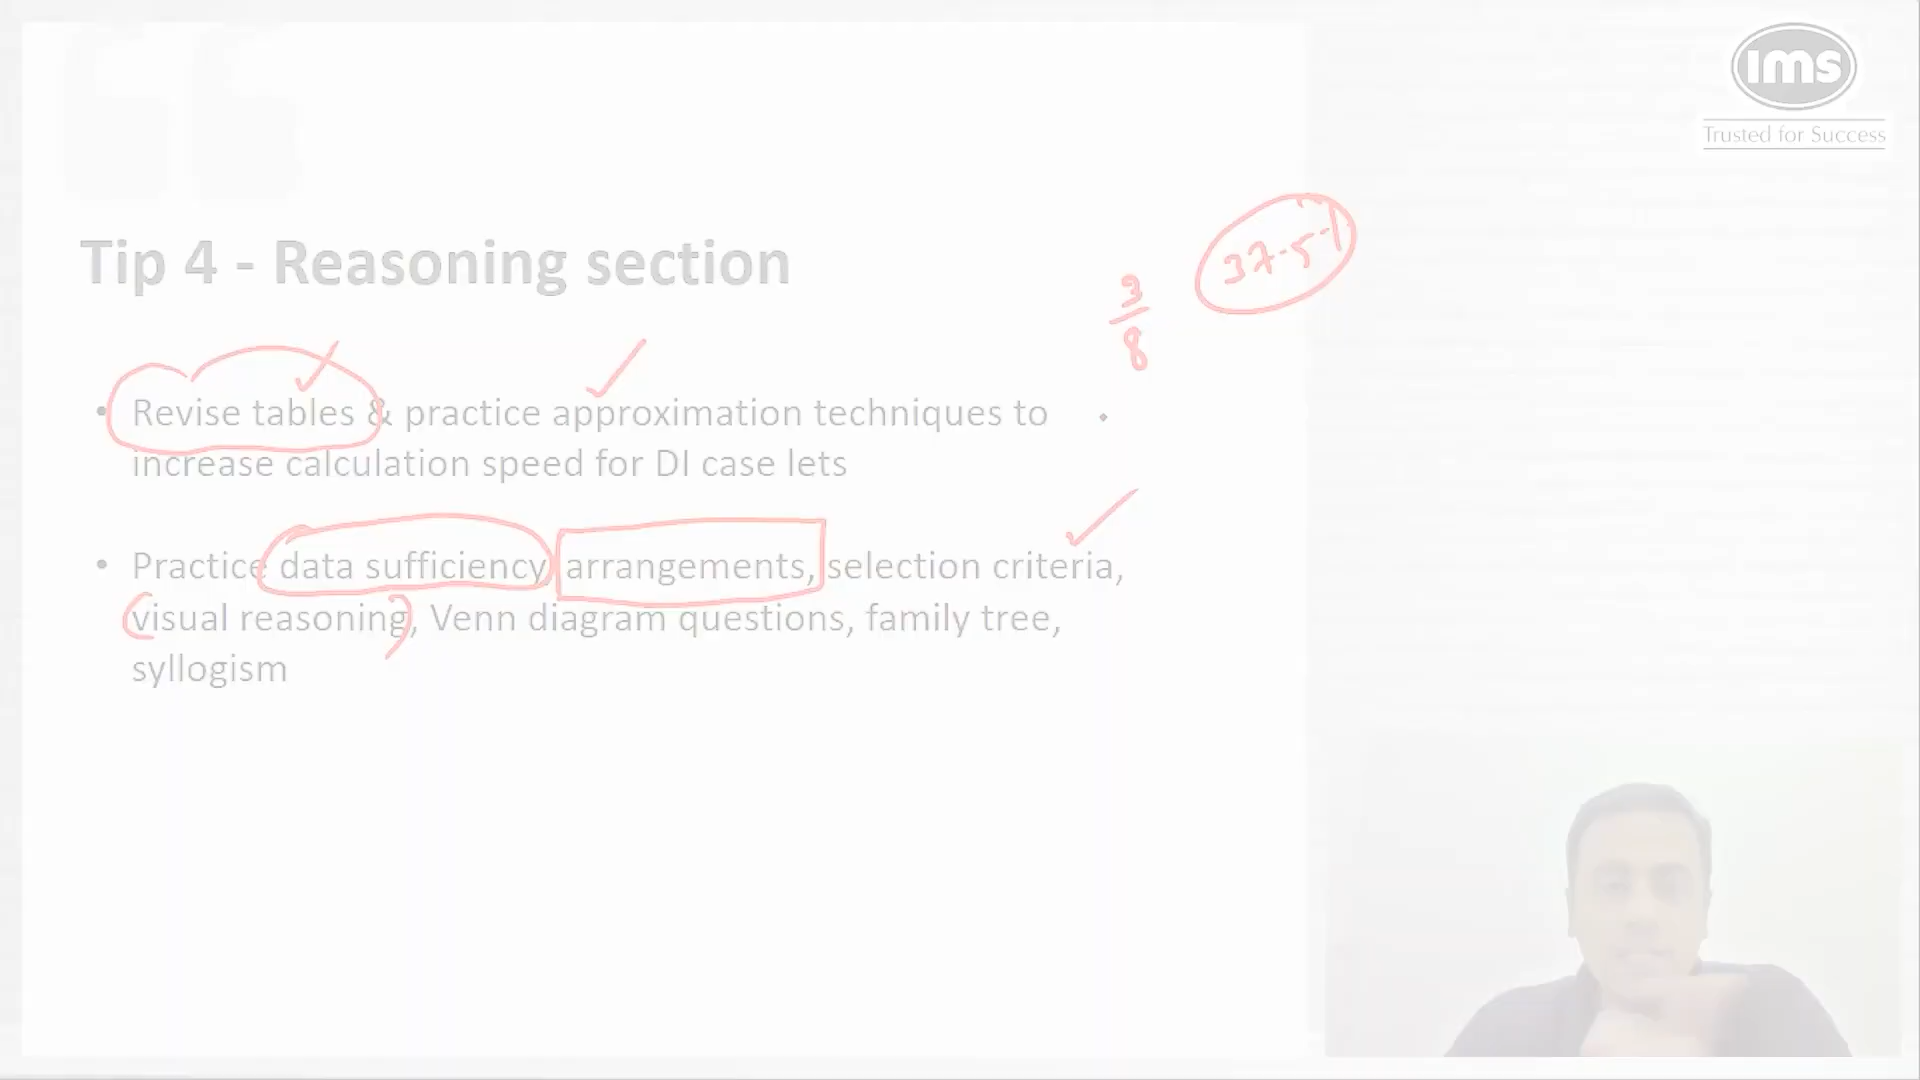 ims
Trusted for Success
Tip 4 - Reasoning section
3
8
37.5%
• Revise tables & practice approximation techniques to
increase calculation speed for DI case lets
• Practice data sufficiency, arrangements, selection criteria,
visual reasoning, Venn diagram questions, family tree,
syllogism